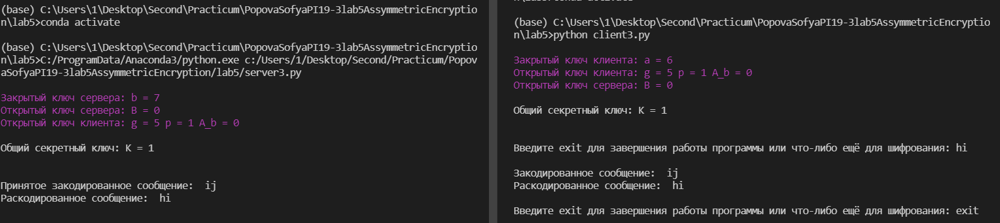 (base) C:\Users\1\Desktop\Second\Practicum\PopovaSofyaPI19-3lab5AssymmetricEncryptio
n\lab5>conda activate
(base) C:\Users\1\Desktop\Second\Practicum\PopovaSofyaPI19-3lab5AssymmetricEncryptio
n\lab5>C:/ProgramData/Anaconda3/python.exe c:/Users/1/Desktop/Second/Practicum/Popov
aSofyaPI19-3lab5AssymmetricEncryption/lab5/server3.py
Закрытый ключ сервера: b = 7
Открытый ключ сервера: B = 0
Открытый ключ клиента: g = 5 p = 1 A_b = 0
Общий секретный ключ: K = 1
Принятое закодированное сообщение:  ij
Раскодированное сообщение:  hi
(base) C:\Users\1\Desktop\Second\Practicum\PopovaSofyaPI19-3lab5AssymmetricEncryptio
n\lab5>python client3.py
Закрытый ключ клиента: a = 6
Открытый ключ клиента: g = 5 p = 1 A_b = 0
Открытый ключ сервера: B = 0
Общий секретный ключ: K = 1
Введите exit для завершения работы программы или что-либо ещё для шифрования: hi
Закодированное сообщение:  ij
Раскодированное сообщение:  hi
Введите exit для завершения работы программы или что-либо ещё для шифрования: exit